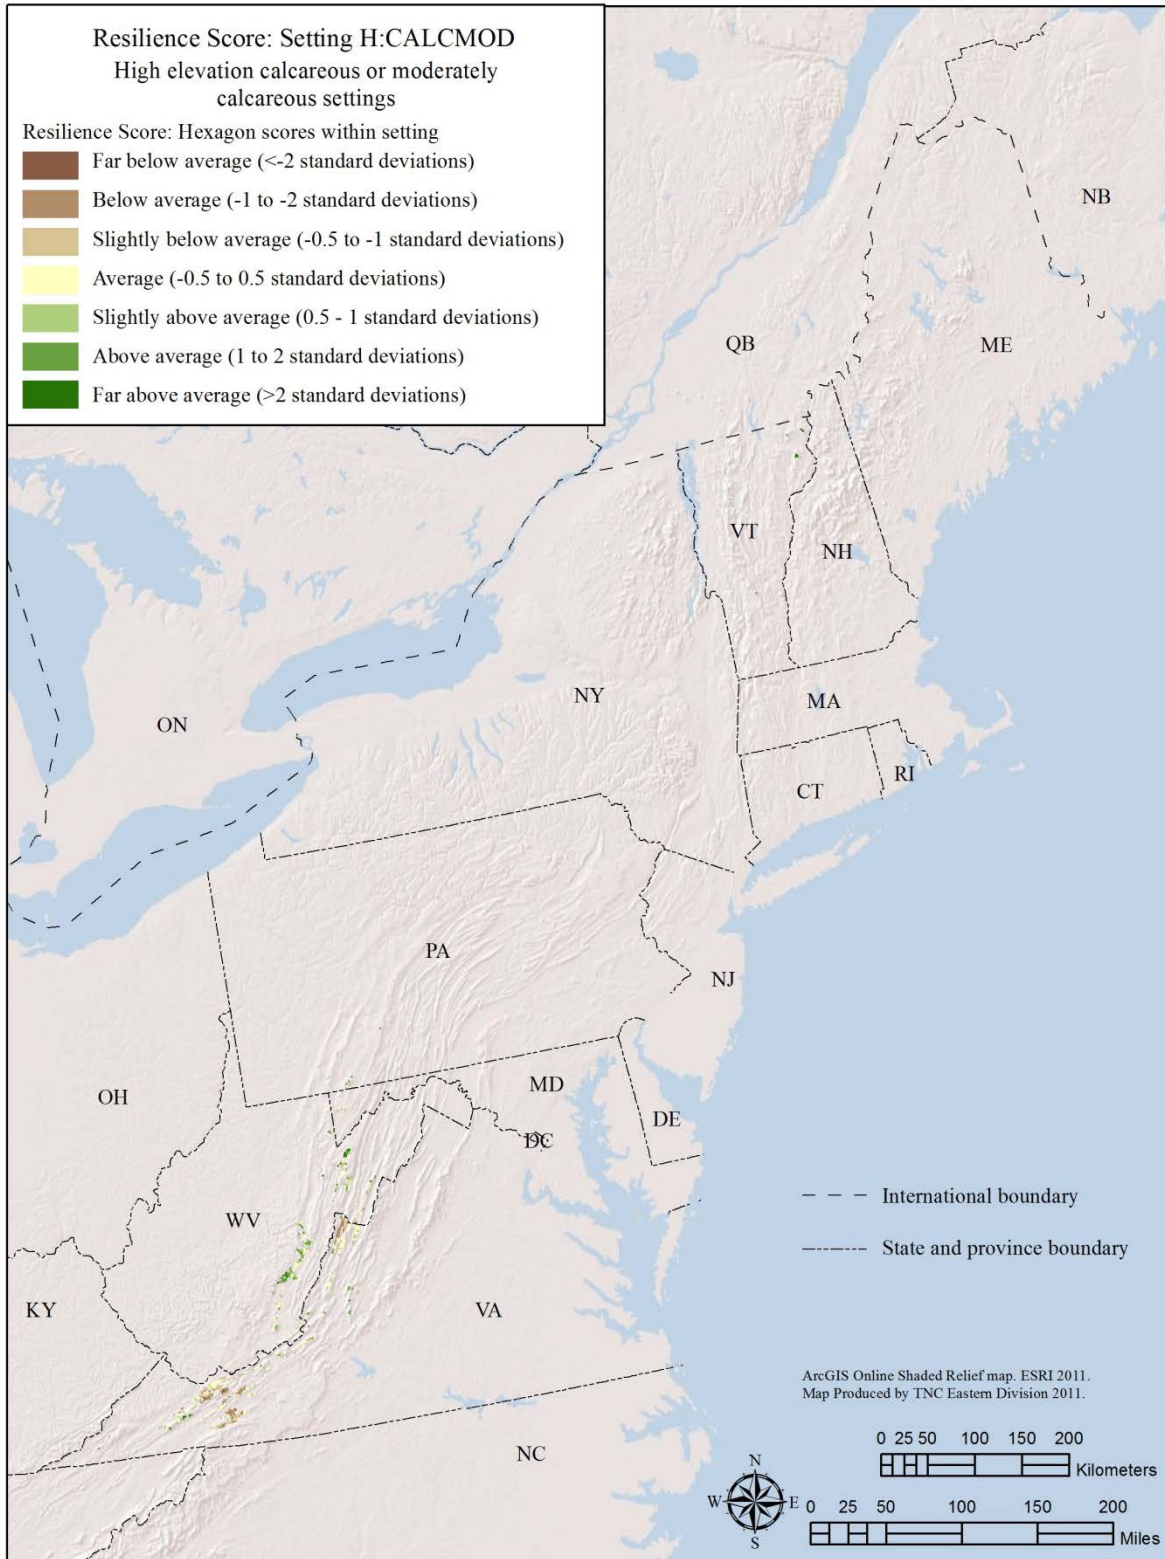 Resilience Score: Setting H:CALCMOD
High elevation calcareous or moderately
calcareous settings
Resilience Score: Hexagon scores within setting
Far below average (<-2 standard deviations)
Below average (-1 to -2 standard deviations)
Slightly below average (-0.5 to -1 standard deviations)
Average (-0.5 to 0.5 standard deviations)
Slightly above average (0.5 - 1 standard deviations)
Above average (1 to 2 standard deviations)
Far above average (>2 standard deviations)
NB
QB
ME
VT
NH
NY
MA
ON
RI
CT
PA
NJ
OH
MD
DE
DC
WV
KY
VA
NC
International boundary
State and province boundary
ArcGIS Online Shaded Relief map. ESRI 2011.
Map Produced by TNC Eastern Division 2011.
0 25 50 100 150 200
Kilometers
N
W E
S
0 25 50 100 150 200
Miles